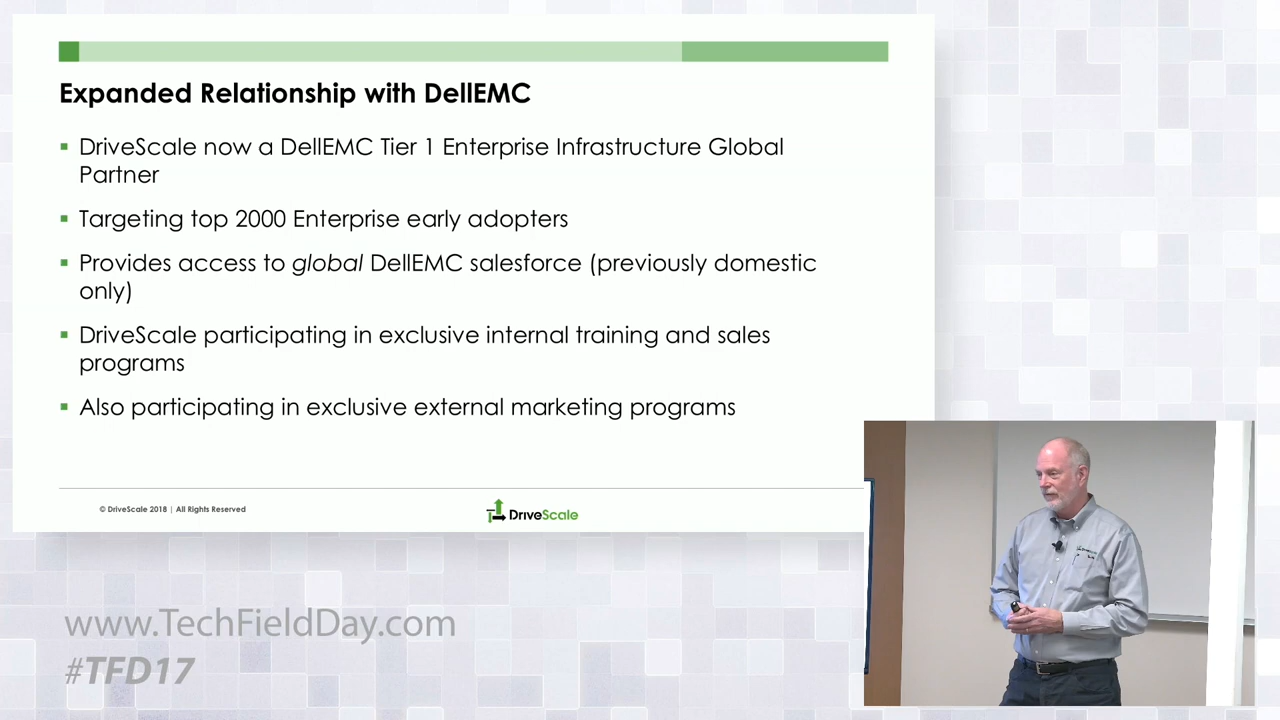 Expanded Relationship with DellEMC
▪ DriveScale now a DellEMC Tier 1 Enterprise Infrastructure Global
Partner
▪ Targeting top 2000 Enterprise early adopters
▪ Provides access to global DellEMC salesforce (previously domestic
only)
▪ DriveScale participating in exclusive internal training and sales
programs
▪ Also participating in exclusive external marketing programs
© DriveScale 2018 | All Rights Reserved
DriveScale
www.TechFieldDay.com
#TFD17